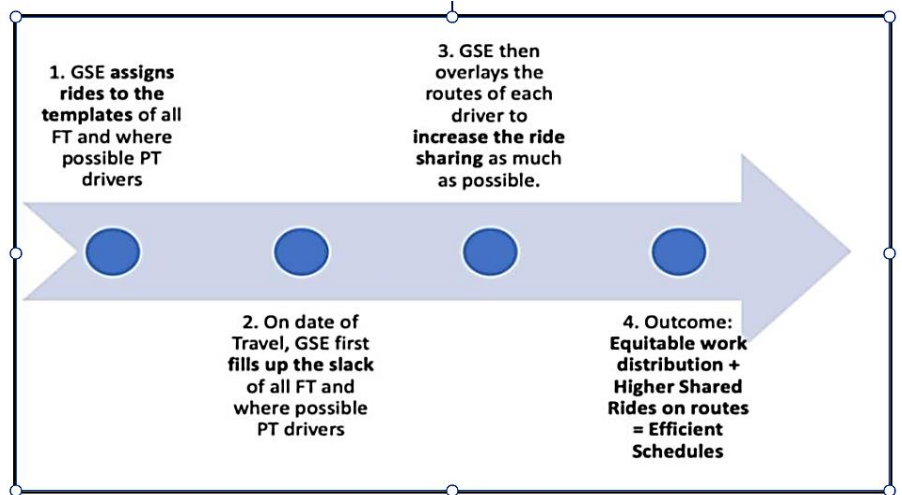 1. GSE assigns
rides to the
templates of all
FT and where
possible PT
drivers
2. On date of
Travel, GSE first
fills up the slack
of all FT and
where possible
PT drivers
3. GSE then
overlays the
routes of each
driver to
increase the ride
sharing as much
as possible.
4. Outcome:
Equitable work
distribution +
Higher Shared
Rides on routes
= Efficient
Schedules